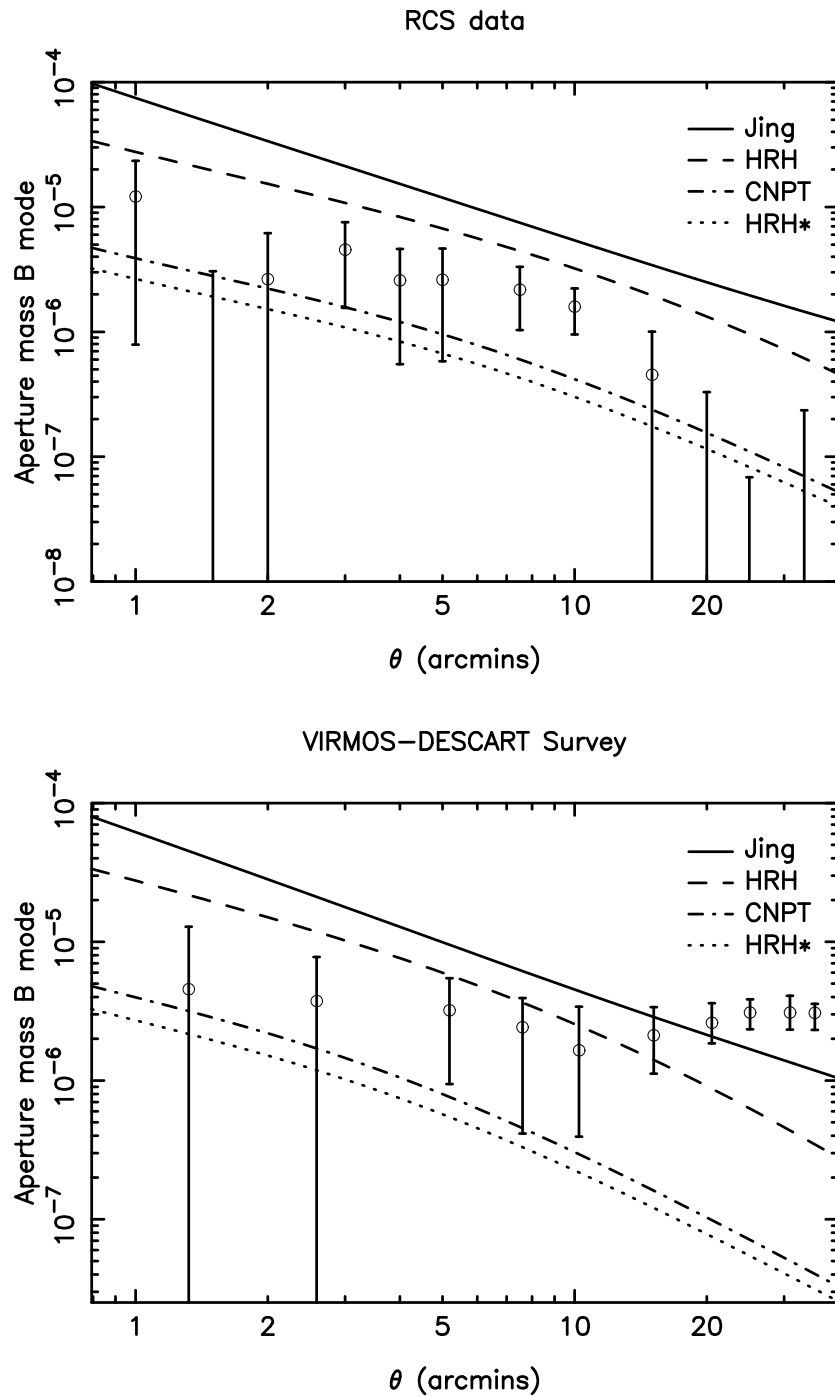 RCS data
Aperture mass B mode
10⁻⁴
10⁻⁵
10⁻⁶
10⁻⁷
10⁻⁸
Jing
HRH
CNPT
HRH*
1 2 5 10 20
θ (arcmins)
VIRMOS–DESCART Survey
Aperture mass B mode
10⁻⁴
10⁻⁵
10⁻⁶
10⁻⁷
Jing
HRH
CNPT
HRH*
1 2 5 10 20
θ (arcmins)